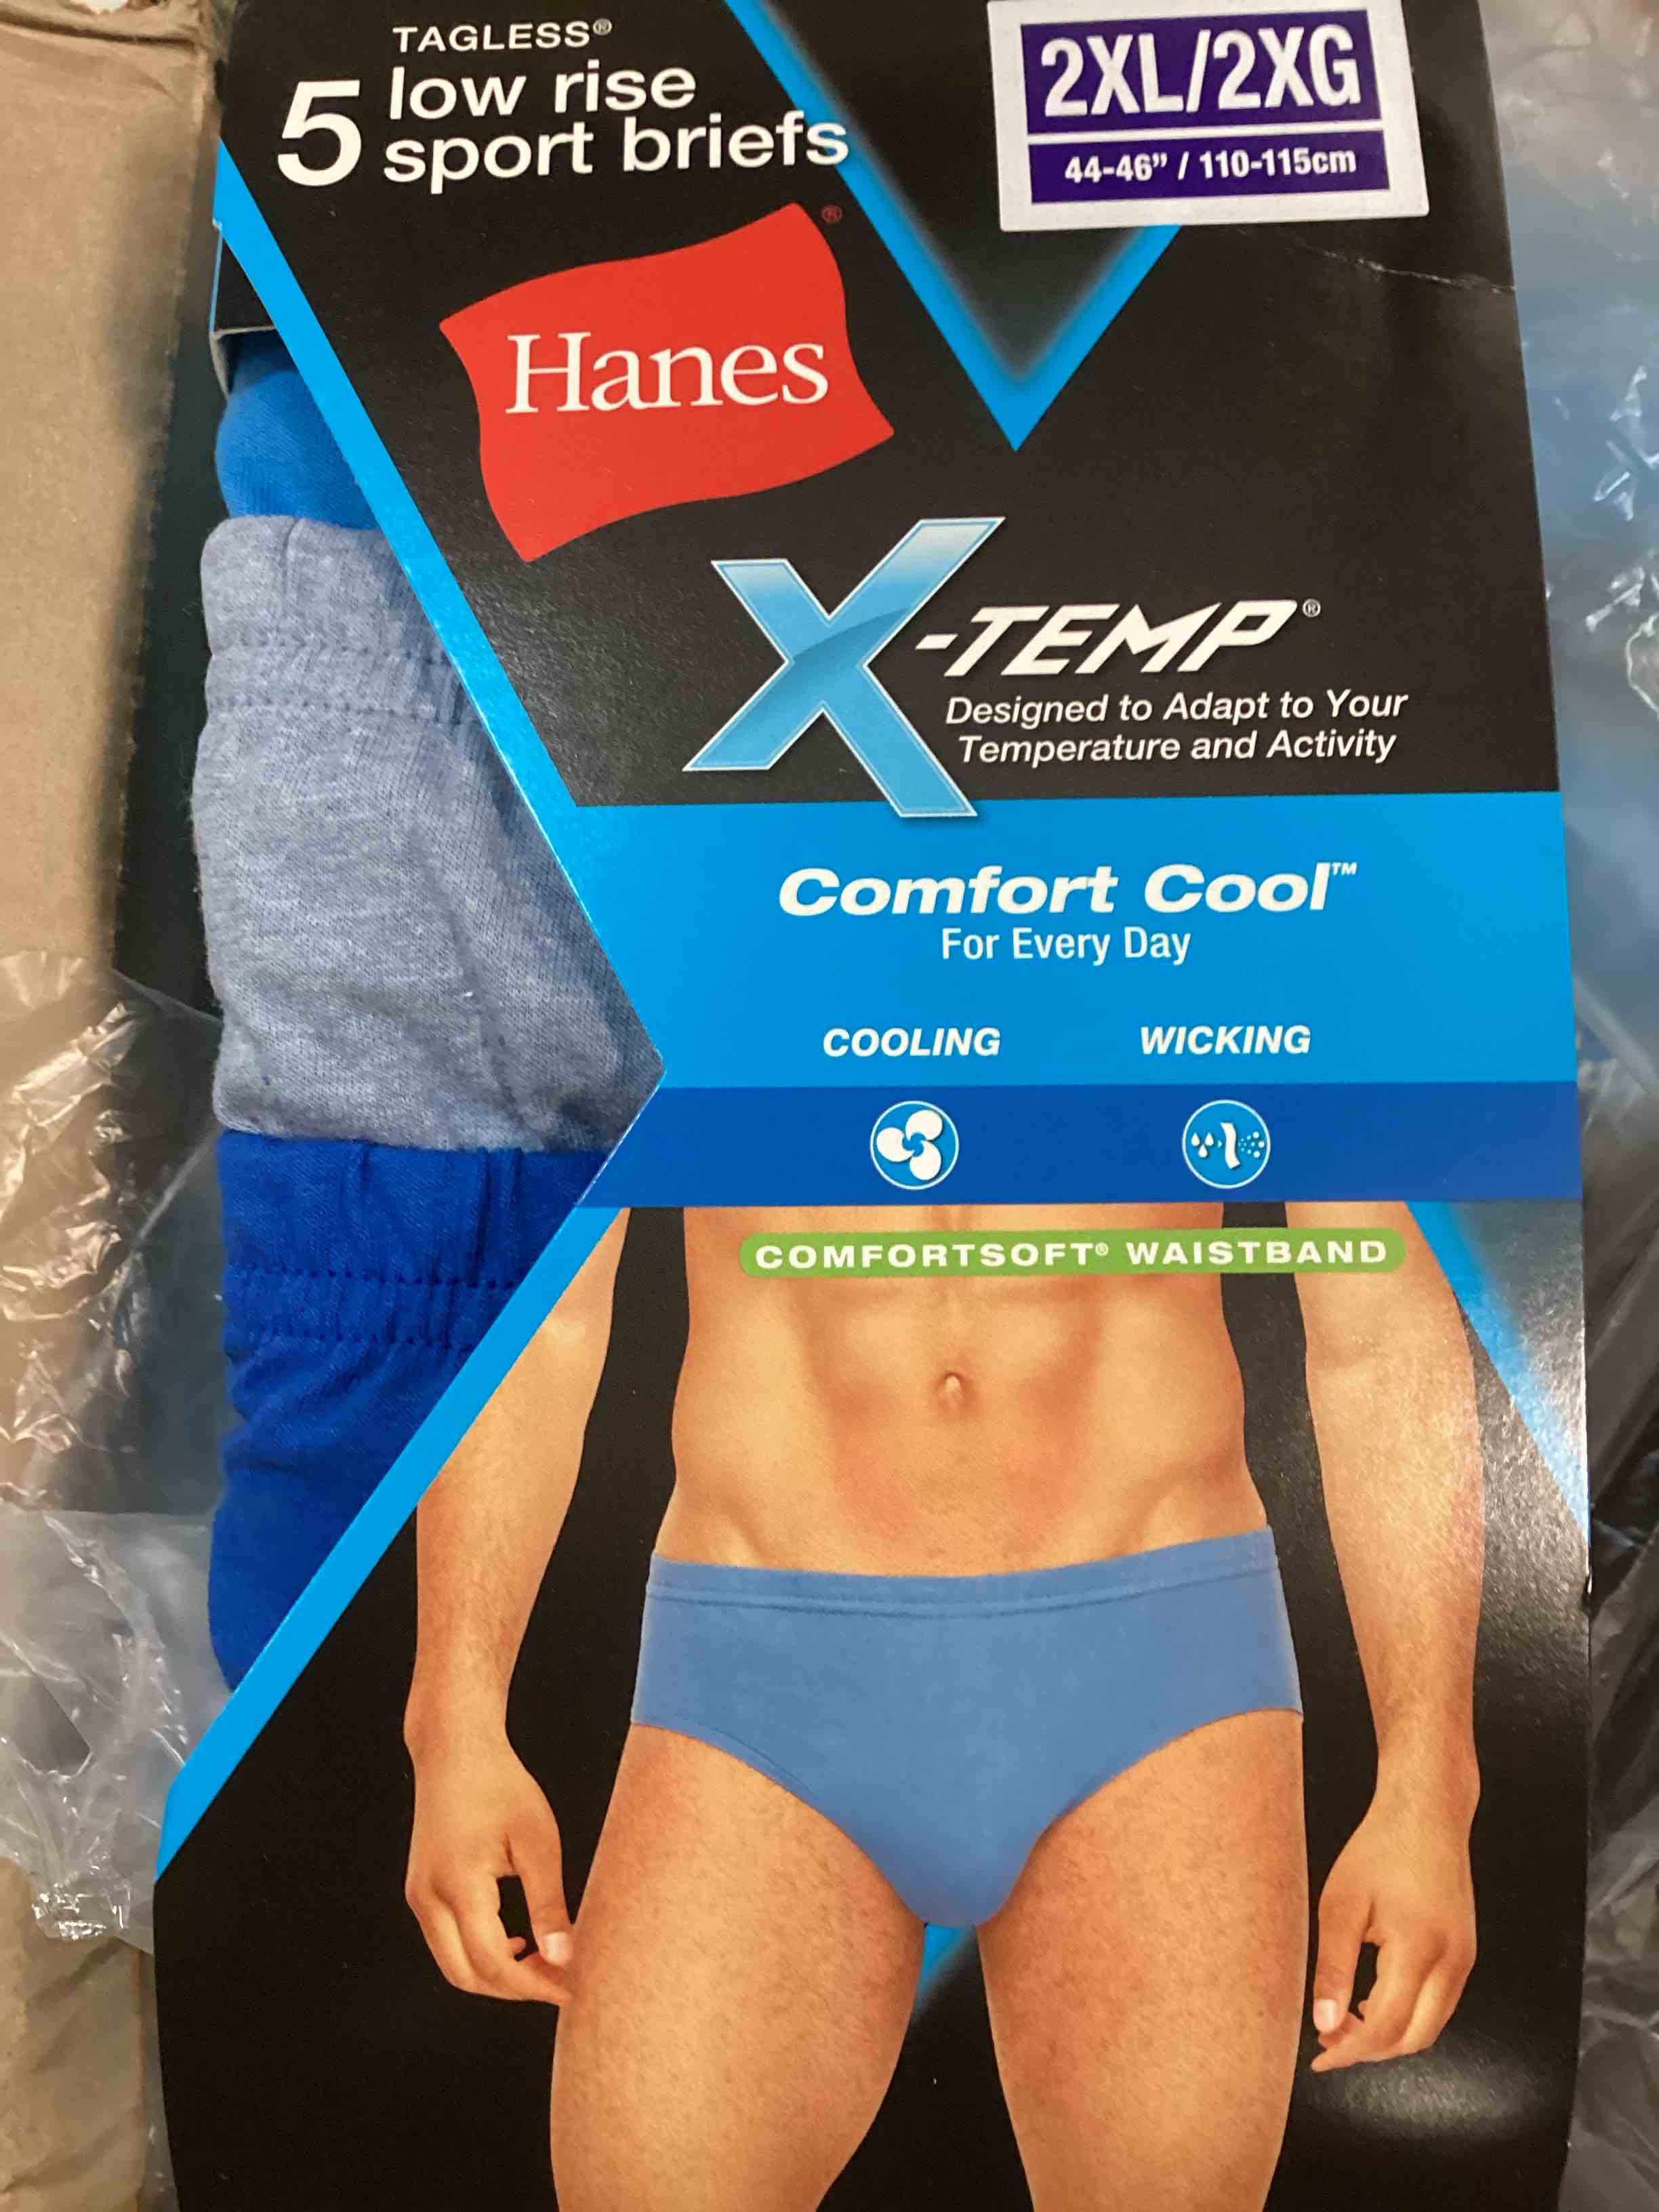 TAGLESS®
5 low rise
sport briefs
2XL/2XG
44-46" / 110-115cm
Hanes®
X-TEMP®
Designed to Adapt to Your
Temperature and Activity
Comfort Cool™
For Every Day
COOLING WICKING
COMFORTSOFT® WAISTBAND